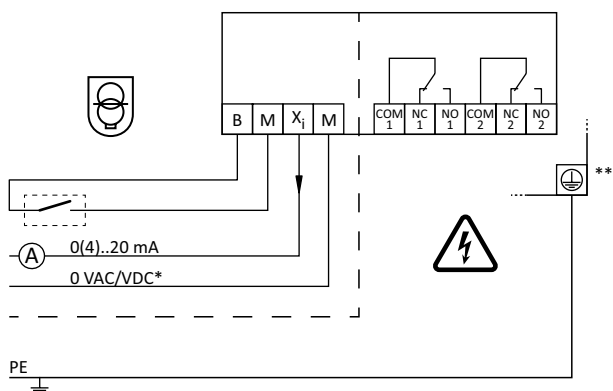 B M Xi M
COM 1 NC 1 NO 1 COM 2 NC 2 NO 2
**
A 0(4)..20 mA
0 VAC/VDC*
PE